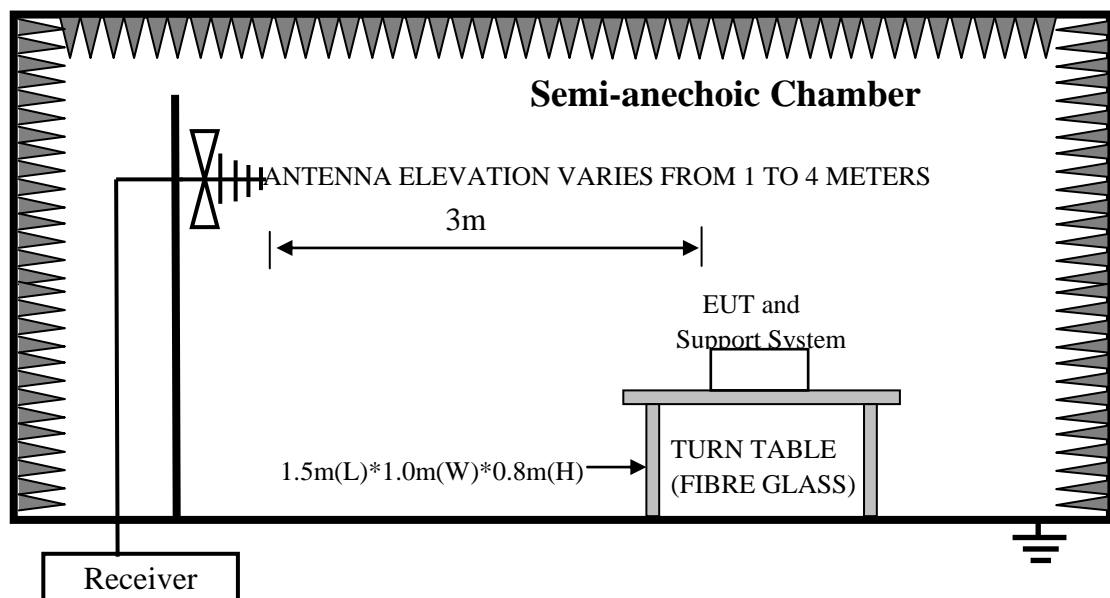 Semi-anechoic Chamber
ANTENNA ELEVATION VARIES FROM 1 TO 4 METERS
3m
EUT and
Support System
1.5m(L)*1.0m(W)*0.8m(H)
TURN TABLE
(FIBRE GLASS)
Receiver